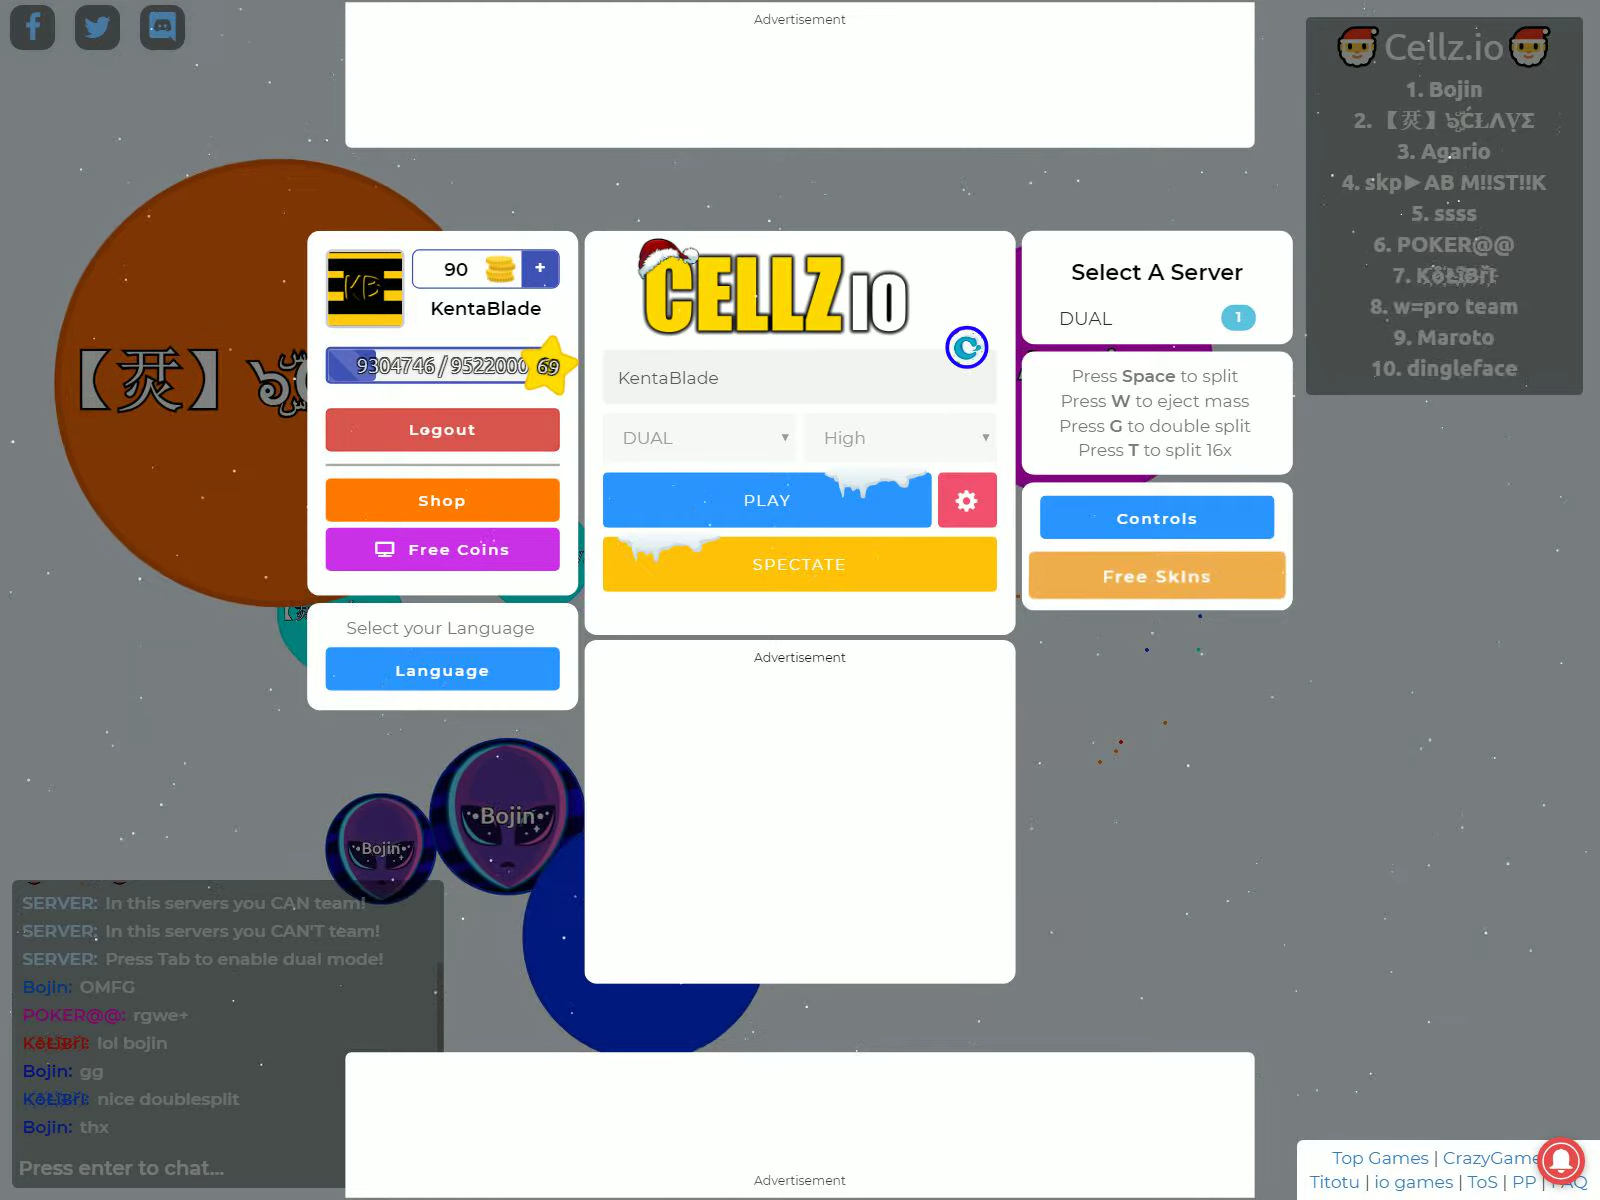 Advertisement
Cellz.io
1. Bojin
2.
3. Agario
4. skp►AB M!!ST!!K
5. ssss
6. POKER@@
7.
8. w=pro team
9. Maroto
10. dingleface
KB
90
+
KentaBlade
9304746 / 9522000
69
Logout
Shop
Free Coins
Select your Language
Language
CELLZ IO
KentaBlade
DUAL
High
PLAY
SPECTATE
Advertisement
Select A Server
DUAL
1
Press Space to split
Press W to eject mass
Press G to double split
Press T to split 16x
Controls
Free Skins
Bojin
Bojin
SERVER: In this servers you CAN team!
SERVER: In this servers you CAN'T team!
SERVER: Press Tab to enable dual mode!
Bojin: OMFG
POKER@@: rgwe+
lol bojin
Bojin: gg
nice doublesplit
Bojin: thx
Press enter to chat...
Advertisement
Top Games | CrazyGame
Titotu | io games | ToS | PP | FAQ